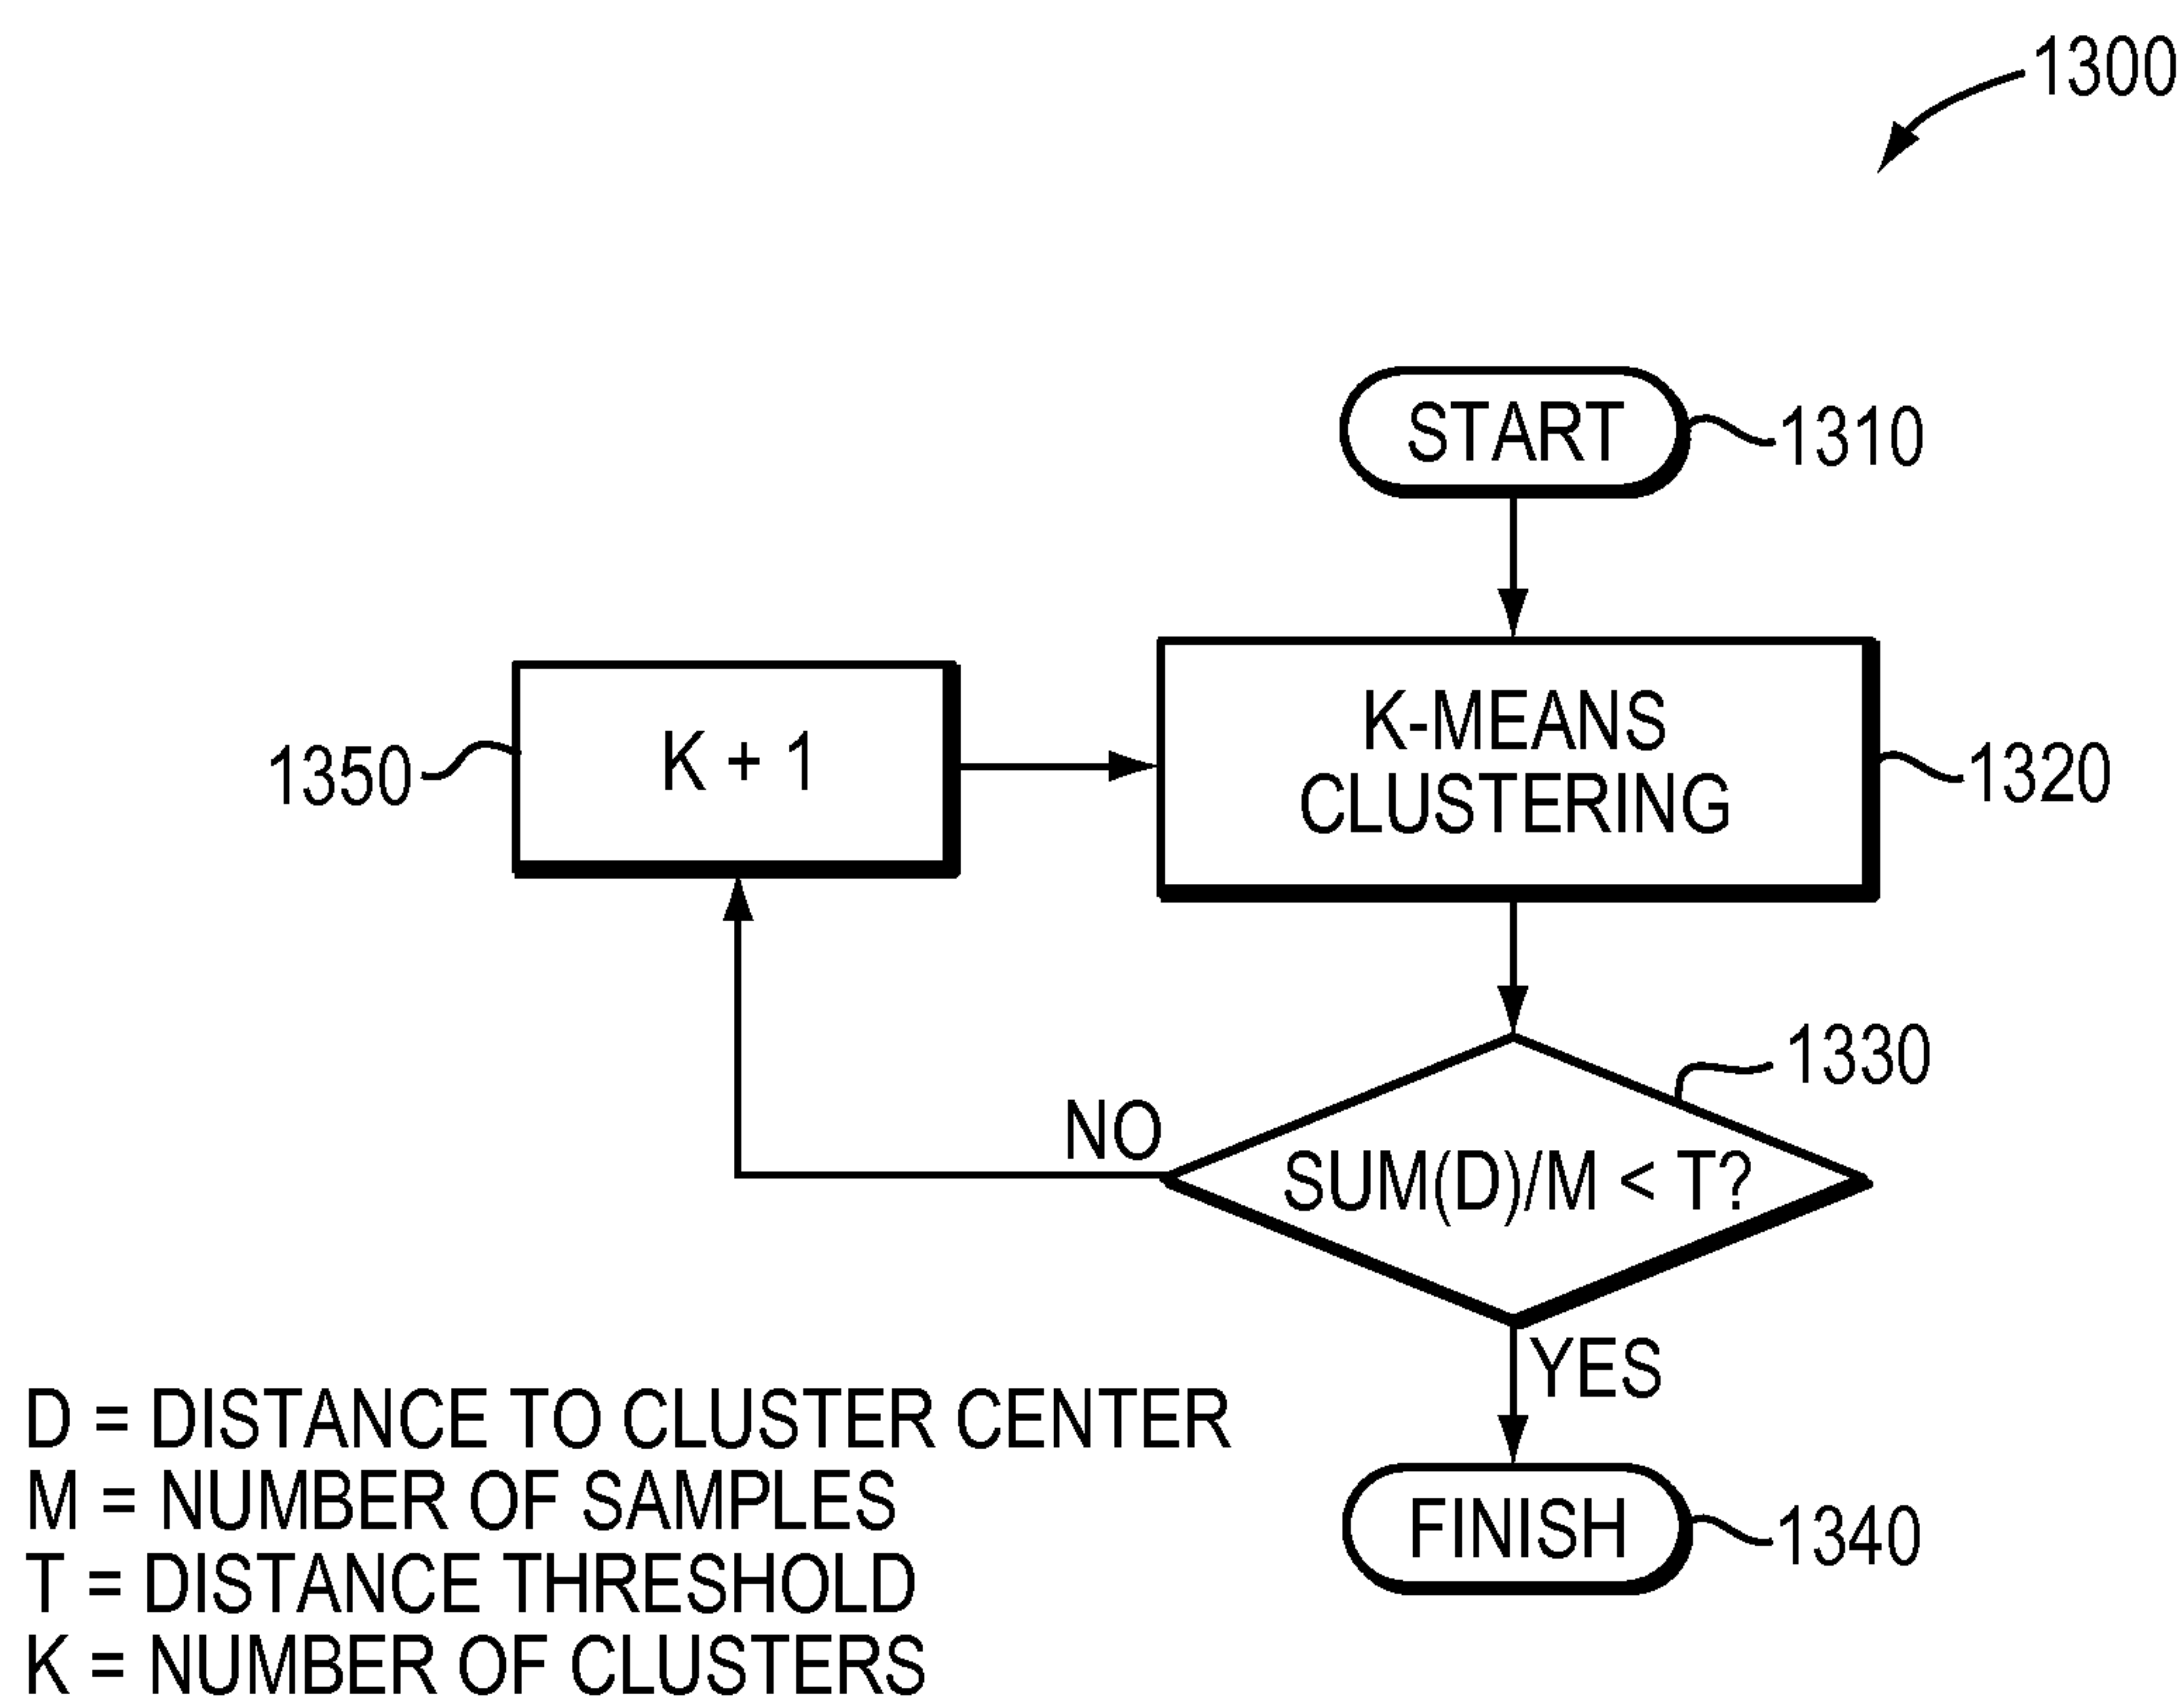 1300
START
1310
K-MEANS
CLUSTERING
1320
K + 1
1350
1330
SUM(D)/M < T?
NO
YES
FINISH
1340
D = DISTANCE TO CLUSTER CENTER
M = NUMBER OF SAMPLES
T = DISTANCE THRESHOLD
K = NUMBER OF CLUSTERS